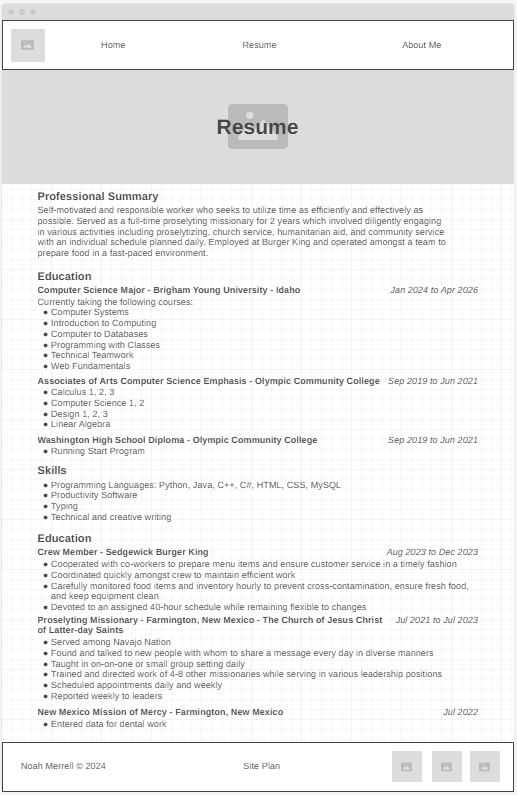 Home Resume About Me
Resume
Professional Summary
Self-motivated and responsible worker who seeks to utilize time as efficiently and effectively as
possible. Served as a full-time proselyting missionary for 2 years which involved diligently engaging
in various activities including proselytizing, church service, humanitarian aid, and community service
with an individual schedule planned daily. Employed at Burger King and operated amongst a team to
prepare food in a fast-paced environment.
Education
Computer Science Major - Brigham Young University - Idaho Jan 2024 to Apr 2026
Currently taking the following courses:
● Computer Systems
● Introduction to Computing
● Computer to Databases
● Programming with Classes
● Technical Teamwork
● Web Fundamentals
Associates of Arts Computer Science Emphasis - Olympic Community College Sep 2019 to Jun 2021
● Calculus 1, 2, 3
● Computer Science 1, 2
● Design 1, 2, 3
● Linear Algebra
Washington High School Diploma - Olympic Community College Sep 2019 to Jun 2021
● Running Start Program
Skills
● Programming Languages: Python, Java, C++, C#, HTML, CSS, MySQL
● Productivity Software
● Typing
● Technical and creative writing
Education
Crew Member - Sedgewick Burger King Aug 2023 to Dec 2023
● Cooperated with co-workers to prepare menu items and ensure customer service in a timely fashion
● Coordinated quickly amongst crew to maintain efficient work
● Carefully monitored food items and inventory hourly to prevent cross-contamination, ensure fresh food,
and keep equipment clean
● Devoted to an assigned 40-hour schedule while remaining flexible to changes
Proselyting Missionary - Farmington, New Mexico - The Church of Jesus Christ Jul 2021 to Jul 2023
of Latter-day Saints
● Served among Navajo Nation
● Found and talked to new people with whom to share a message every day in diverse manners
● Taught in on-on-one or small group setting daily
● Trained and directed work of 4-8 other missionaries while serving in various leadership positions
● Scheduled appointments daily and weekly
● Reported weekly to leaders
New Mexico Mission of Mercy - Farmington, New Mexico Jul 2022
● Entered data for dental work
Noah Merrell © 2024 Site Plan